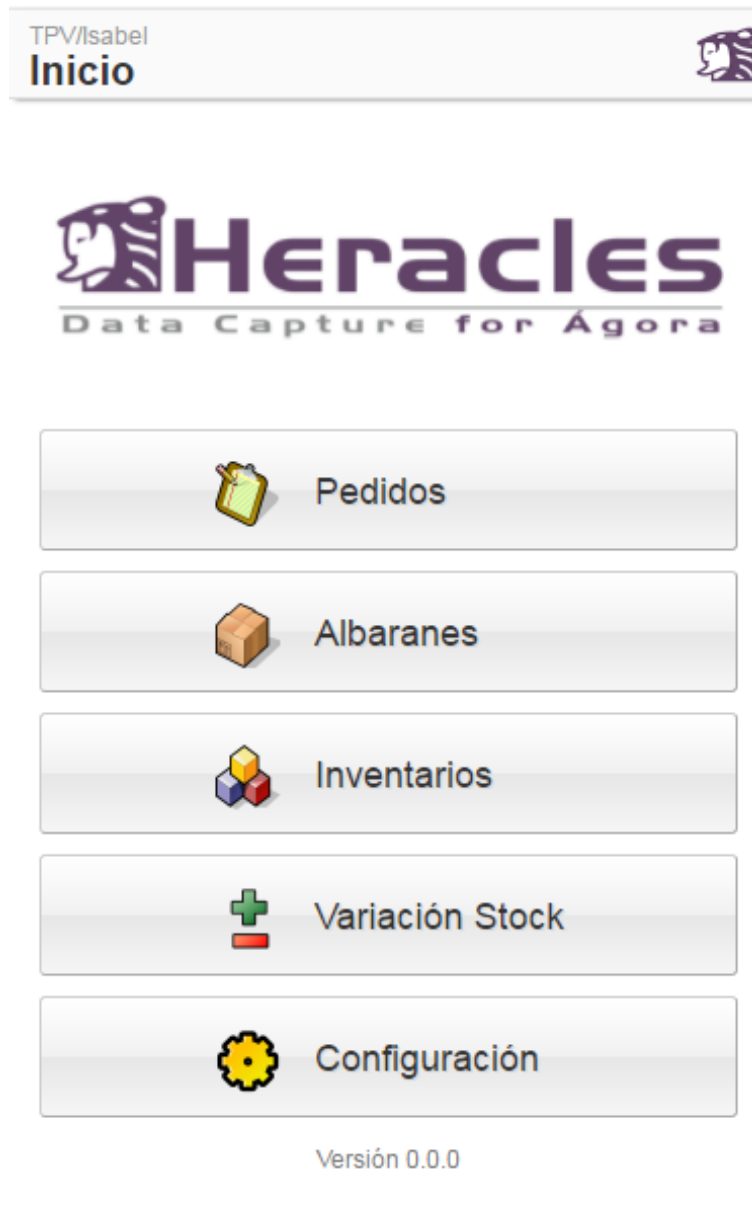 TPV/Isabel
Inicio
Heracles
Data Capture for Ágora
Pedidos
Albaranes
Inventarios
Variación Stock
Configuración
Versión 0.0.0